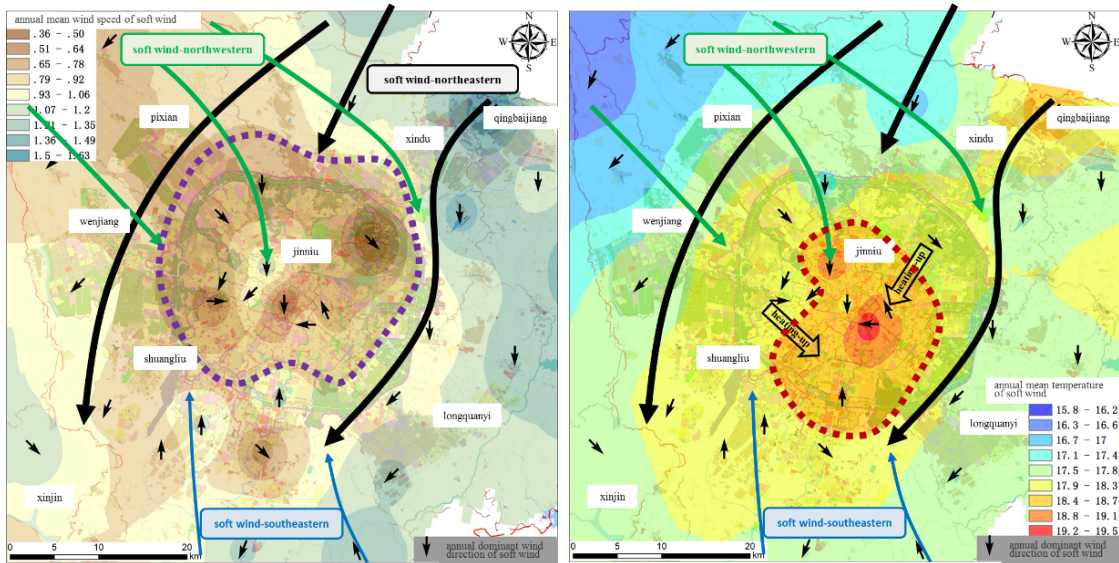 annual mean wind speed of soft wind
.36 - .50
.51 - .64
.65 - .78
.79 - .92
.93 - 1.06
1.07 - 1.2
1.21 - 1.35
1.36 - 1.49
1.5 - 1.63
soft wind-northwestern
soft wind-northeastern
N
W E
S
pixian
xindu
qingbaijiang
wenjiang
jinniu
shuangliu
longquanyi
xinjin
soft wind-southeastern
0 5 10 20
km
annual dominant wind
direction of soft wind
soft wind-northwestern
N
W E
S
pixian
xindu
qingbaijiang
wenjiang
jinniu
heating-up
heating-up
shuangliu
longquanyi
xinjin
soft wind-southeastern
annual mean temperature
of soft wind
15.8 - 16.2
16.3 - 16.6
16.7 - 17
17.1 - 17.4
17.5 - 17.8
17.9 - 18.3
18.4 - 18.7
18.8 - 19.1
19.2 - 19.5
0 5 10 20
km
annual dominant wind
direction of soft wind